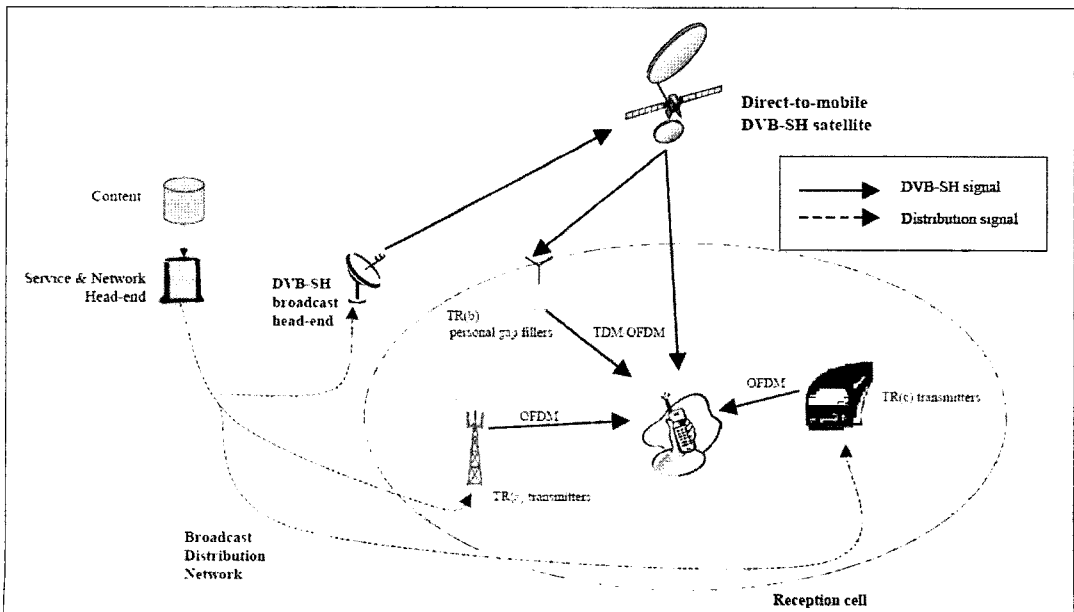 Direct-to-mobile
DVB-SH satellite
DVB-SH signal
Distribution signal
Content
Service & Network
Head-end
DVB-SH
broadcast
head-end
TR(b)
personal gap fillers
TDM OFDM
OFDM
TR(c) transmitters
OFDM
TR(a) transmitters
Broadcast
Distribution
Network
Reception cell